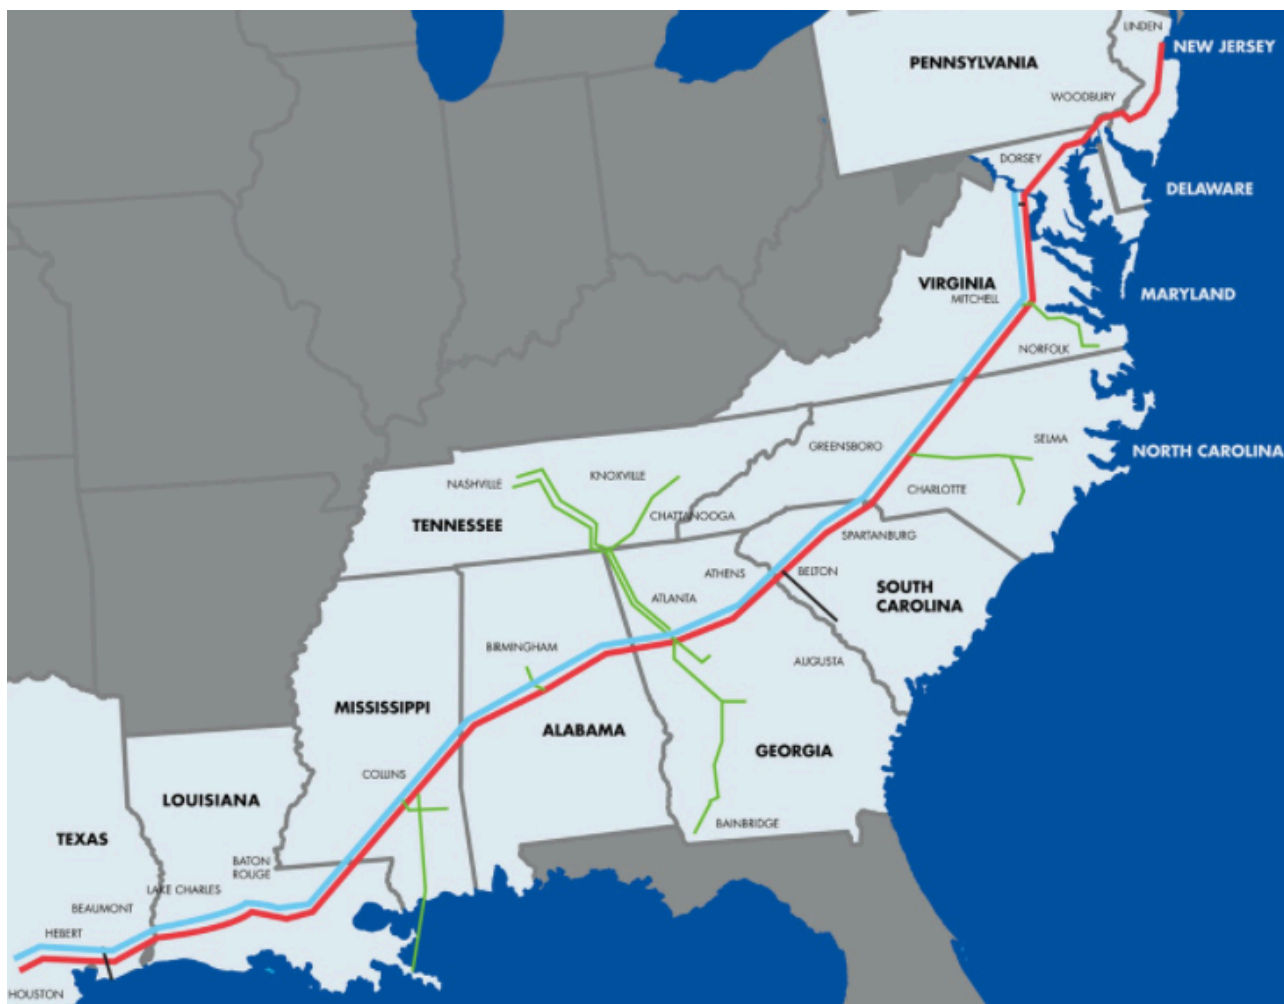 LINDEN
NEW JERSEY
PENNSYLVANIA
WOODBURY
DORSEY
DELAWARE
VIRGINIA
MITCHELL
MARYLAND
NORFOLK
GREENSBORO
SELMA
NORTH CAROLINA
NASHVILLE
KNOXVILLE
CHARLOTTE
TENNESSEE
CHATTANOOGA
SPARTANBURG
ATHENS
BELTON
SOUTH
CAROLINA
ATLANTA
BIRMINGHAM
AUGUSTA
MISSISSIPPI
ALABAMA
GEORGIA
COLLINS
LOUISIANA
BAINBRIDGE
TEXAS
BATON
ROUGE
LAKE CHARLES
BEAUMONT
HEBERT
HOUSTON